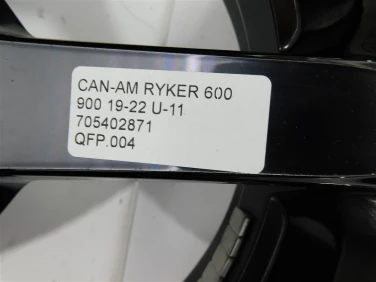 CAN-AM RYKER 600
900 19-22 U-11
705402871
QFP.004